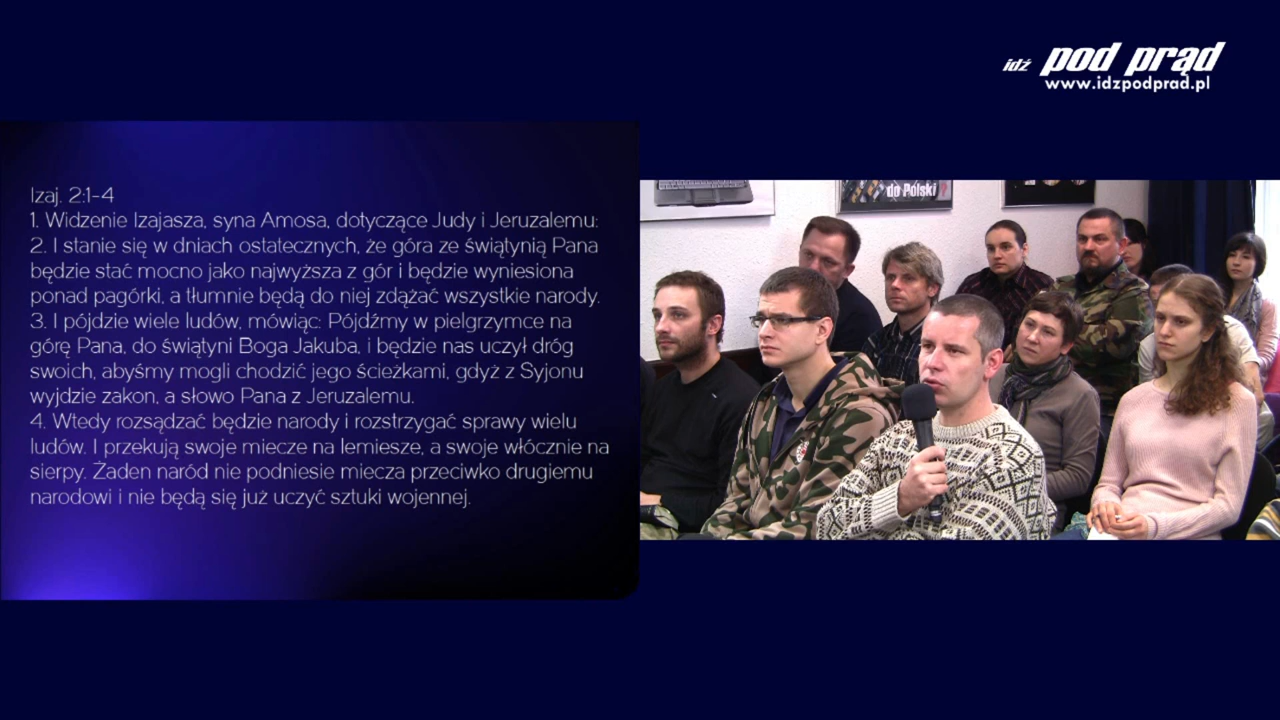 idź pod prąd
www.idzpodprad.pl
Izaj. 2:1-4
1. Widzenie Izajasza, syna Amosa, dotyczące Judy i Jeruzalemu:
2. I stanie się w dniach ostatecznych, że góra ze świątynią Pana
będzie stać mocno jako najwyższa z gór i będzie wyniesiona
ponad pagórki, a tłumnie będą do niej zdążać wszystkie narody.
3. I pójdzie wiele ludów, mówiąc: Pójdźmy w pielgrzymce na
górę Pana, do świątyni Boga Jakuba, i będzie nas uczył dróg
swoich, abyśmy mogli chodzić jego ścieżkami, gdyż z Syjonu
wyjdzie zakon, a słowo Pana z Jeruzalemu.
4. Wtedy rozsądzać będzie narody i rozstrzygać sprawy wielu
ludów. I przekują swoje miecze na lemiesze, a swoje włócznie na
sierpy. Żaden naród nie podniesie miecza przeciwko drugiemu
narodowi i nie będą się już uczyć sztuki wojennej.
do Polski?